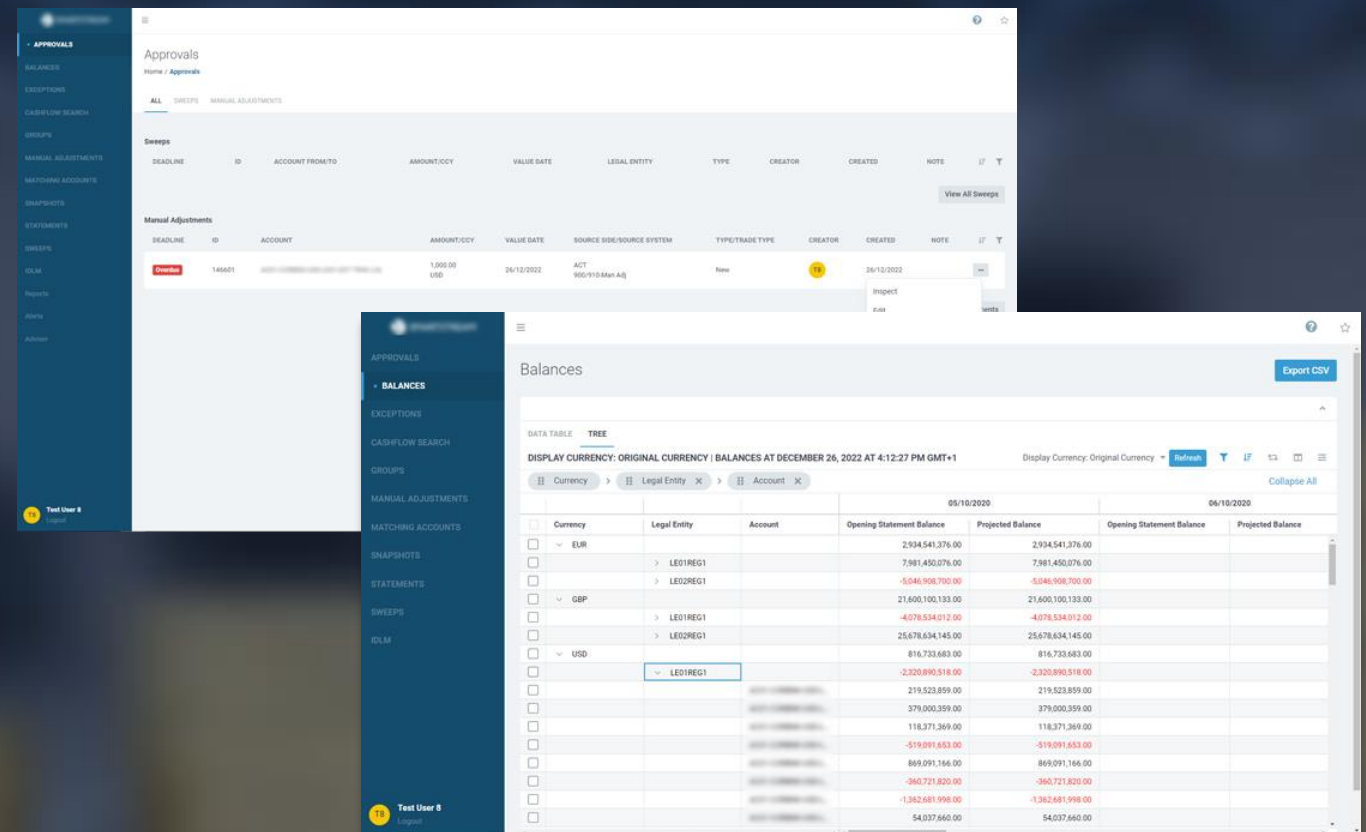 APPROVALS
BALANCES
EXCEPTIONS
CASHFLOW SEARCH
GROUPS
MANUAL ADJUSTMENTS
MATCHING ACCOUNTS
SNAPSHOTS
STATEMENTS
SWEEPS
IDLM
Reports
Alerts
Advisor
T8 Test User 8
Logout
Approvals
Home / Approvals
ALL SWEEPS MANUAL ADJUSTMENTS
Sweeps
DEADLINE ID ACCOUNT FROM/TO AMOUNT/CCY VALUE DATE LEGAL ENTITY TYPE CREATOR CREATED NOTE
View All Sweeps
Manual Adjustments
DEADLINE ID ACCOUNT AMOUNT/CCY VALUE DATE SOURCE SIDE/SOURCE SYSTEM TYPE/TRADE TYPE CREATOR CREATED NOTE
Overdue 146601 1,000.00 USD 26/12/2022 ACT 900/910-Man Adj New T8 26/12/2022
Inspect
Edit
APPROVALS
BALANCES
EXCEPTIONS
CASHFLOW SEARCH
GROUPS
MANUAL ADJUSTMENTS
MATCHING ACCOUNTS
SNAPSHOTS
STATEMENTS
SWEEPS
IDLM
T8 Test User 8
Logout
Balances
Export CSV
DATA TABLE TREE
DISPLAY CURRENCY: ORIGINAL CURRENCY | BALANCES AT DECEMBER 26, 2022 AT 4:12:27 PM GMT+1 Display Currency: Original Currency Refresh
Currency > Legal Entity × > Account × Collapse All
05/10/2020 06/10/2020
Currency Legal Entity Account Opening Statement Balance Projected Balance Opening Statement Balance Projected Balance
EUR 2,934,541,376.00 2,934,541,376.00
LE01REG1 7,981,450,076.00 7,981,450,076.00
LE02REG1 -5,046,908,700.00 -5,046,908,700.00
GBP 21,600,100,133.00 21,600,100,133.00
LE01REG1 -4,078,534,012.00 -4,078,534,012.00
LE02REG1 25,678,634,145.00 25,678,634,145.00
USD 816,733,683.00 816,733,683.00
LE01REG1 -2,320,890,518.00 -2,320,890,518.00
219,523,859.00 219,523,859.00
379,000,359.00 379,000,359.00
118,371,369.00 118,371,369.00
-519,091,653.00 -519,091,653.00
869,091,166.00 869,091,166.00
-360,721,820.00 -360,721,820.00
-1,362,681,998.00 -1,362,681,998.00
54,037,660.00 54,037,660.00